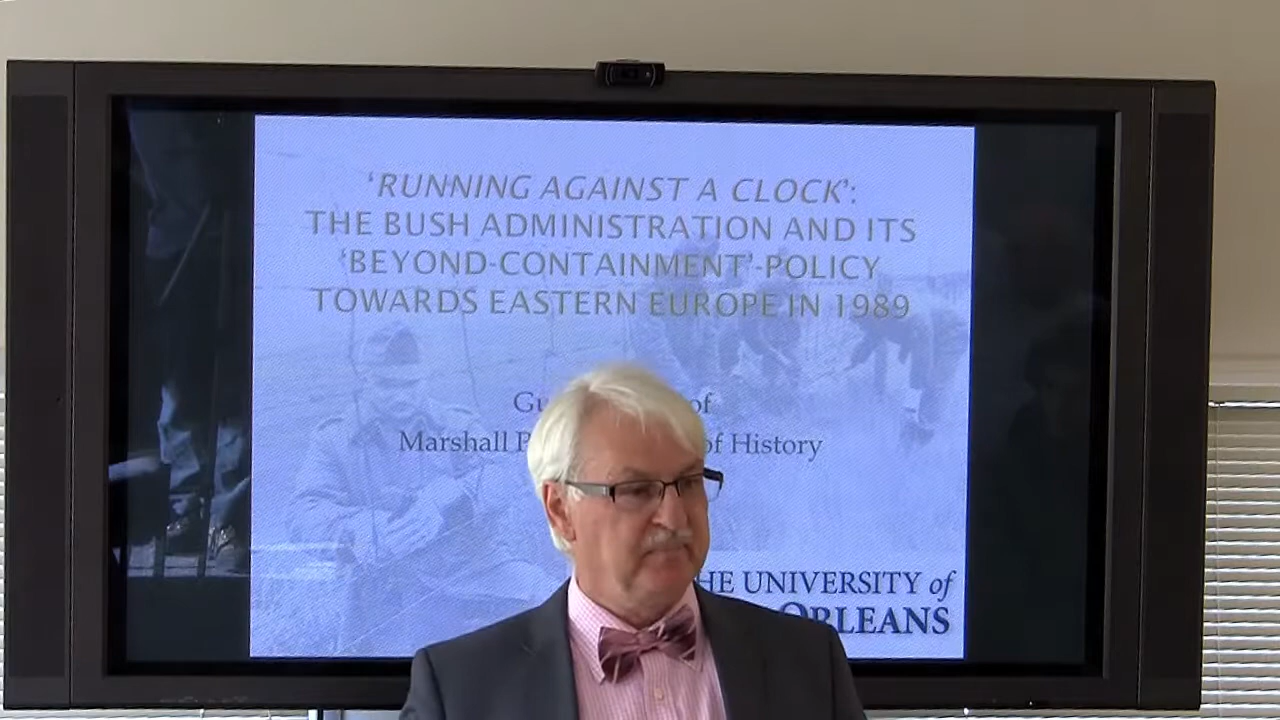 'RUNNING AGAINST A CLOCK':
THE BUSH ADMINISTRATION AND ITS
'BEYOND-CONTAINMENT'-POLICY
TOWARDS EASTERN EUROPE IN 1989
of
Marshall of History
UNIVERSITY of
ORLEANS